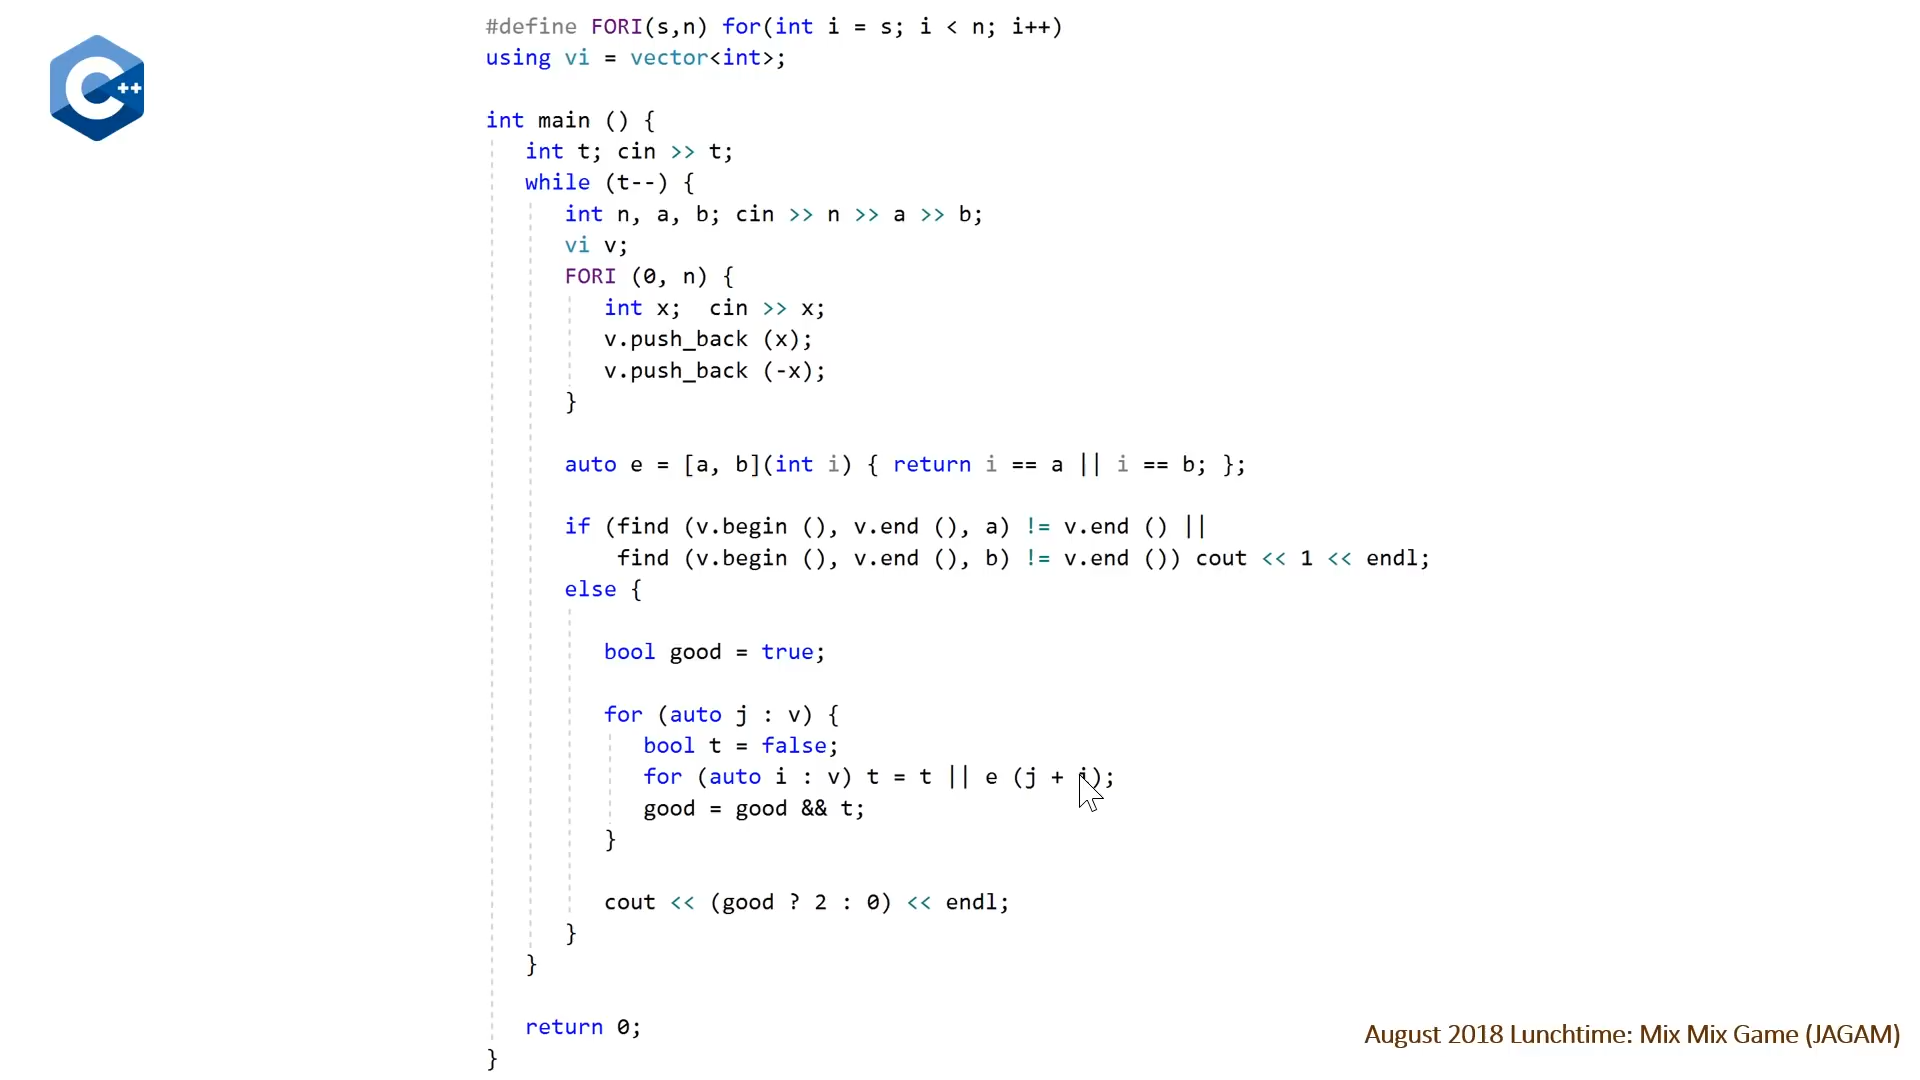 #define FORI(s,n) for(int i = s; i < n; i++)
using vi = vector<int>;
C++
int main () {
int t; cin >> t;
while (t--) {
int n, a, b; cin >> n >> a >> b;
vi v;
FORI (0, n) {
int x;  cin >> x;
v.push_back (x);
v.push_back (-x);
}
auto e = [a, b](int i) { return i == a || i == b; };
if (find (v.begin (), v.end (), a) != v.end () ||
find (v.begin (), v.end (), b) != v.end ()) cout << 1 << endl;
else {
bool good = true;
for (auto j : v) {
bool t = false;
for (auto i : v) t = t || e (j + i);
good = good && t;
}
cout << (good ? 2 : 0) << endl;
}
}
return 0;
}
August 2018 Lunchtime: Mix Mix Game (JAGAM)